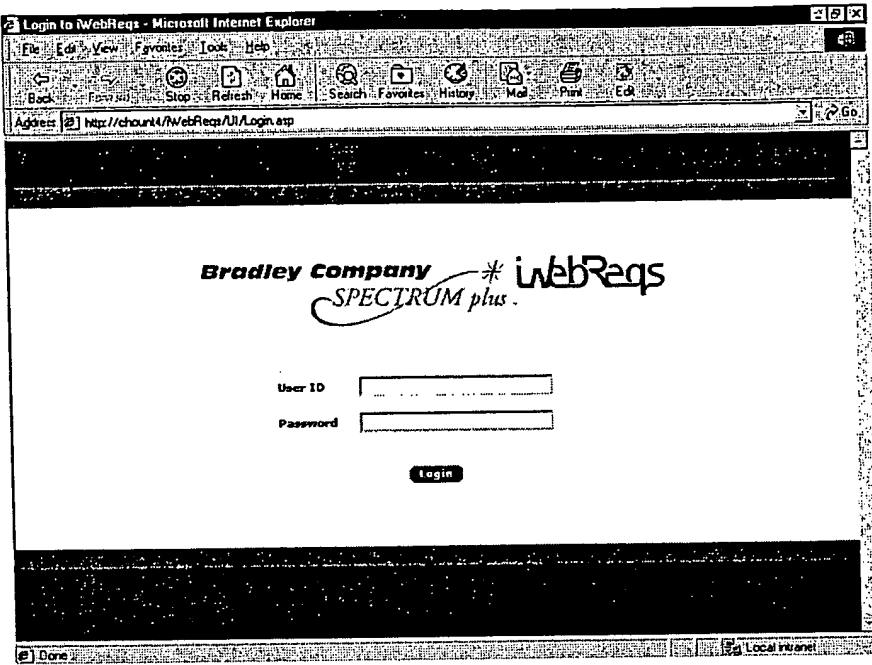 Login to iWebReqs - Microsoft Internet Explorer
File Edit View Favorites Tools Help
Back Forward Stop Refresh Home Search Favorites History Mail Print Edit
Address http://chount4/iWebReqs/UI/Login.asp Go
Bradley Company iWebReqs
SPECTRUM plus
User ID
Password
Login
Done Local intranet